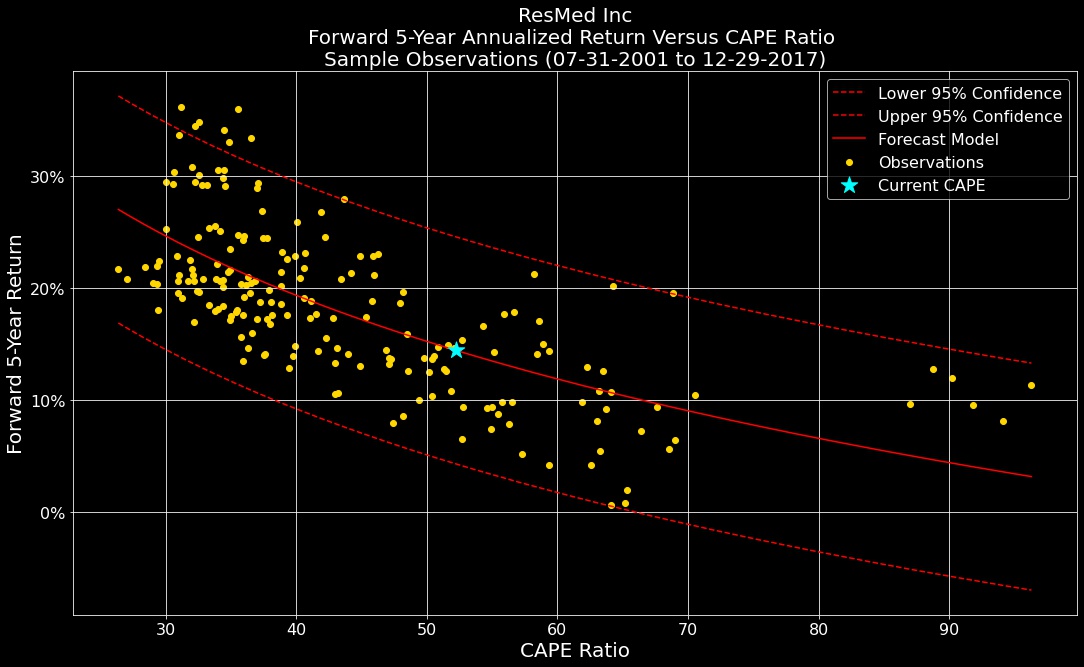 ResMed Inc
Forward 5-Year Annualized Return Versus CAPE Ratio
Sample Observations (07-31-2001 to 12-29-2017)
Lower 95% Confidence
Upper 95% Confidence
Forecast Model
Observations
Current CAPE
Forward 5-Year Return
30%
20%
10%
0%
30
40
50
60
70
80
90
CAPE Ratio